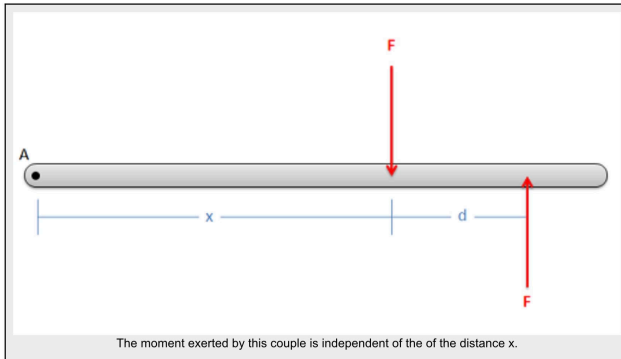 F
A
x
d
F
The moment exerted by this couple is independent of the of the distance x.